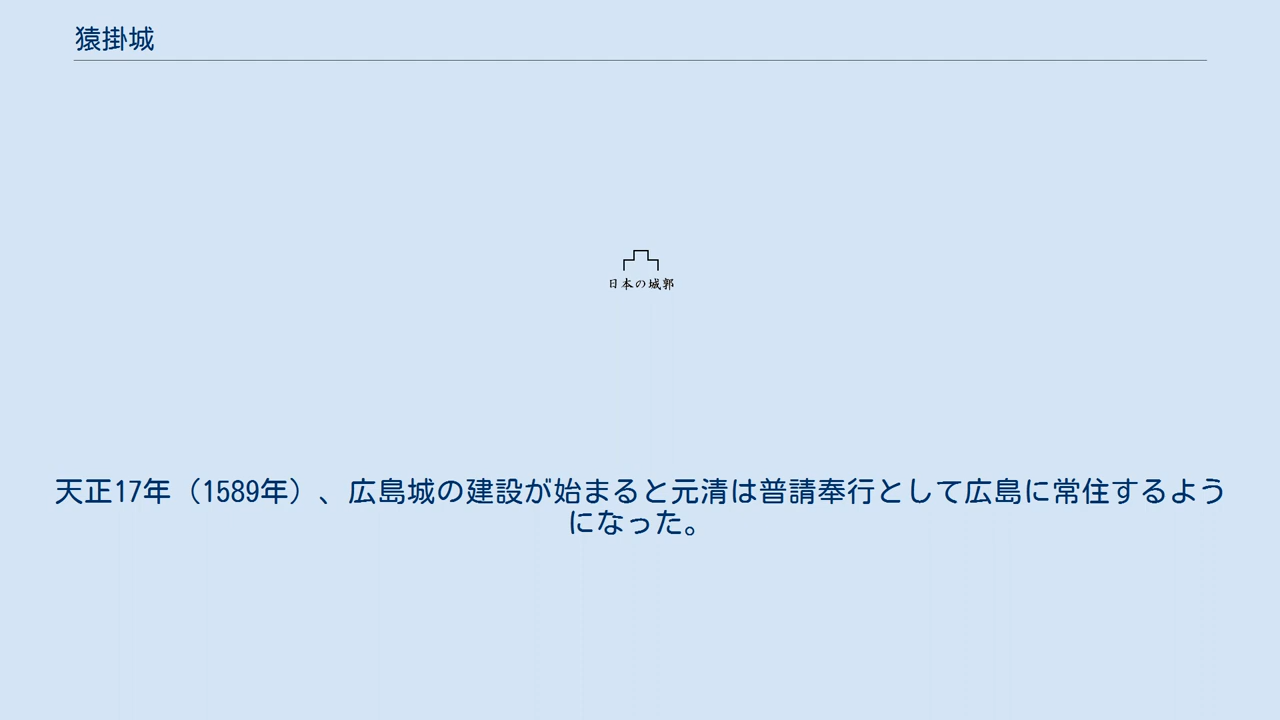 猿掛城
日本の城郭
天正17年（1589年）、広島城の建設が始まると元清は普請奉行として広島に常住するよう
になった。